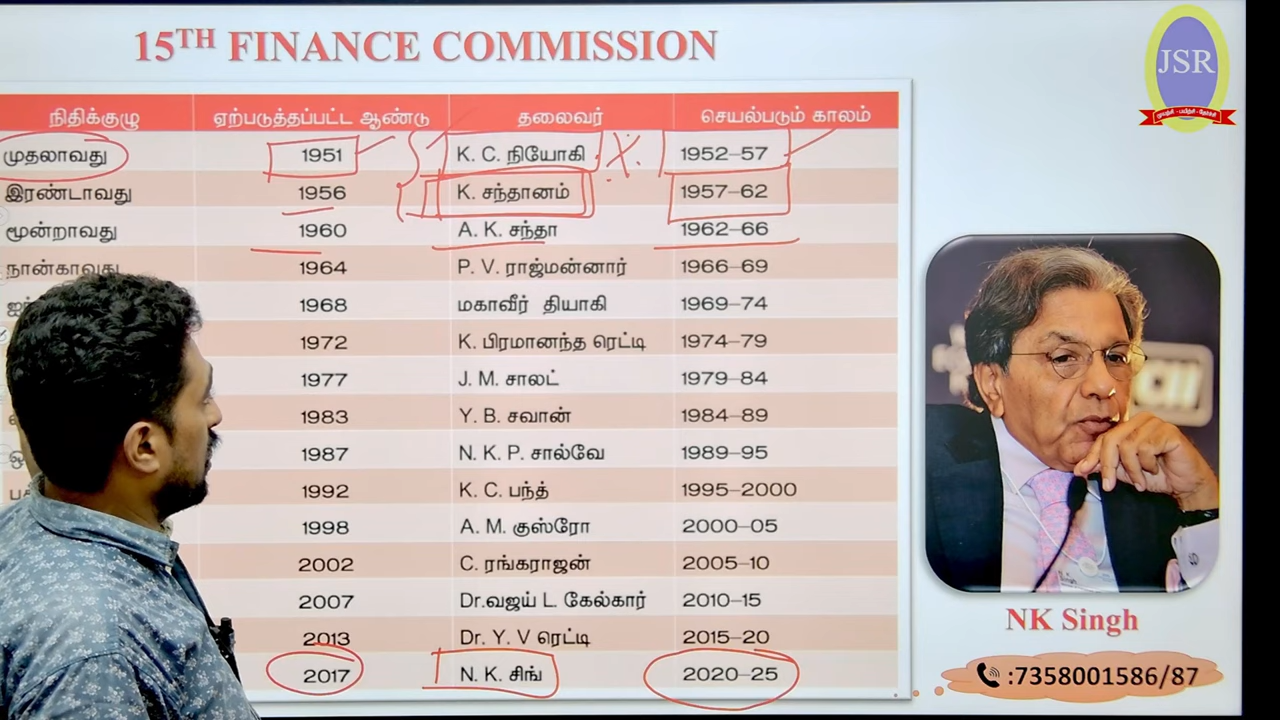 15TH FINANCE COMMISSION
JSR
நிதிக்குழு ஏற்படுத்தப்பட்ட ஆண்டு தலைவர் செயல்படும் காலம்
முதலாவது 1951 K. C. நியோகி 1952–57
இரண்டாவது 1956 K. சந்தானம் 1957–62
மூன்றாவது 1960 A. K. சந்தா 1962–66
நான்காவது 1964 P. V. ராஜ்மன்னார் 1966–69
1968 மகாவீர் தியாகி 1969–74
1972 K. பிரமானந்த ரெட்டி 1974–79
1977 J. M. சாலட் 1979–84
1983 Y. B. சவான் 1984–89
1987 N. K. P. சால்வே 1989–95
1992 K. C. பந்த் 1995–2000
1998 A. M. குஸ்ரோ 2000–05
2002 C. ரங்கராஜன் 2005–10
2007 Dr.வஜய் L. கேல்கார் 2010–15
2013 Dr. Y. V ரெட்டி 2015–20
2017 N. K. சிங் 2020–25
CII
NK Singh
:7358001586/87